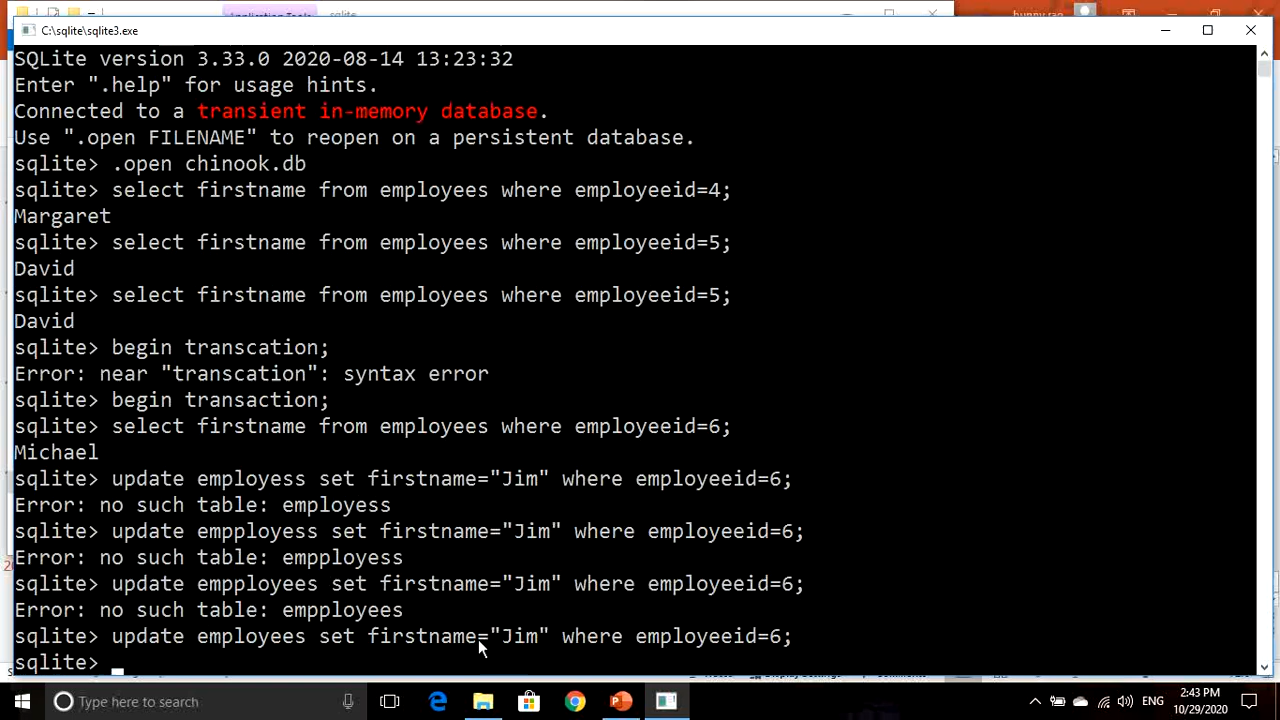 Application Tools sqlite
C:\sqlite\sqlite3.exe
SQLite version 3.33.0 2020-08-14 13:23:32
Enter ".help" for usage hints.
Connected to a transient in-memory database.
Use ".open FILENAME" to reopen on a persistent database.
sqlite> .open chinook.db
sqlite> select firstname from employees where employeeid=4;
Margaret
sqlite> select firstname from employees where employeeid=5;
David
sqlite> select firstname from employees where employeeid=5;
David
sqlite> begin transcation;
Error: near "transcation": syntax error
sqlite> begin transaction;
sqlite> select firstname from employees where employeeid=6;
Michael
sqlite> update employess set firstname="Jim" where employeeid=6;
Error: no such table: employess
sqlite> update empployess set firstname="Jim" where employeeid=6;
Error: no such table: empployess
sqlite> update empployees set firstname="Jim" where employeeid=6;
Error: no such table: empployees
sqlite> update employees set firstname="Jim" where employeeid=6;
sqlite>
Type here to search
ENG
2:43 PM
10/29/2020